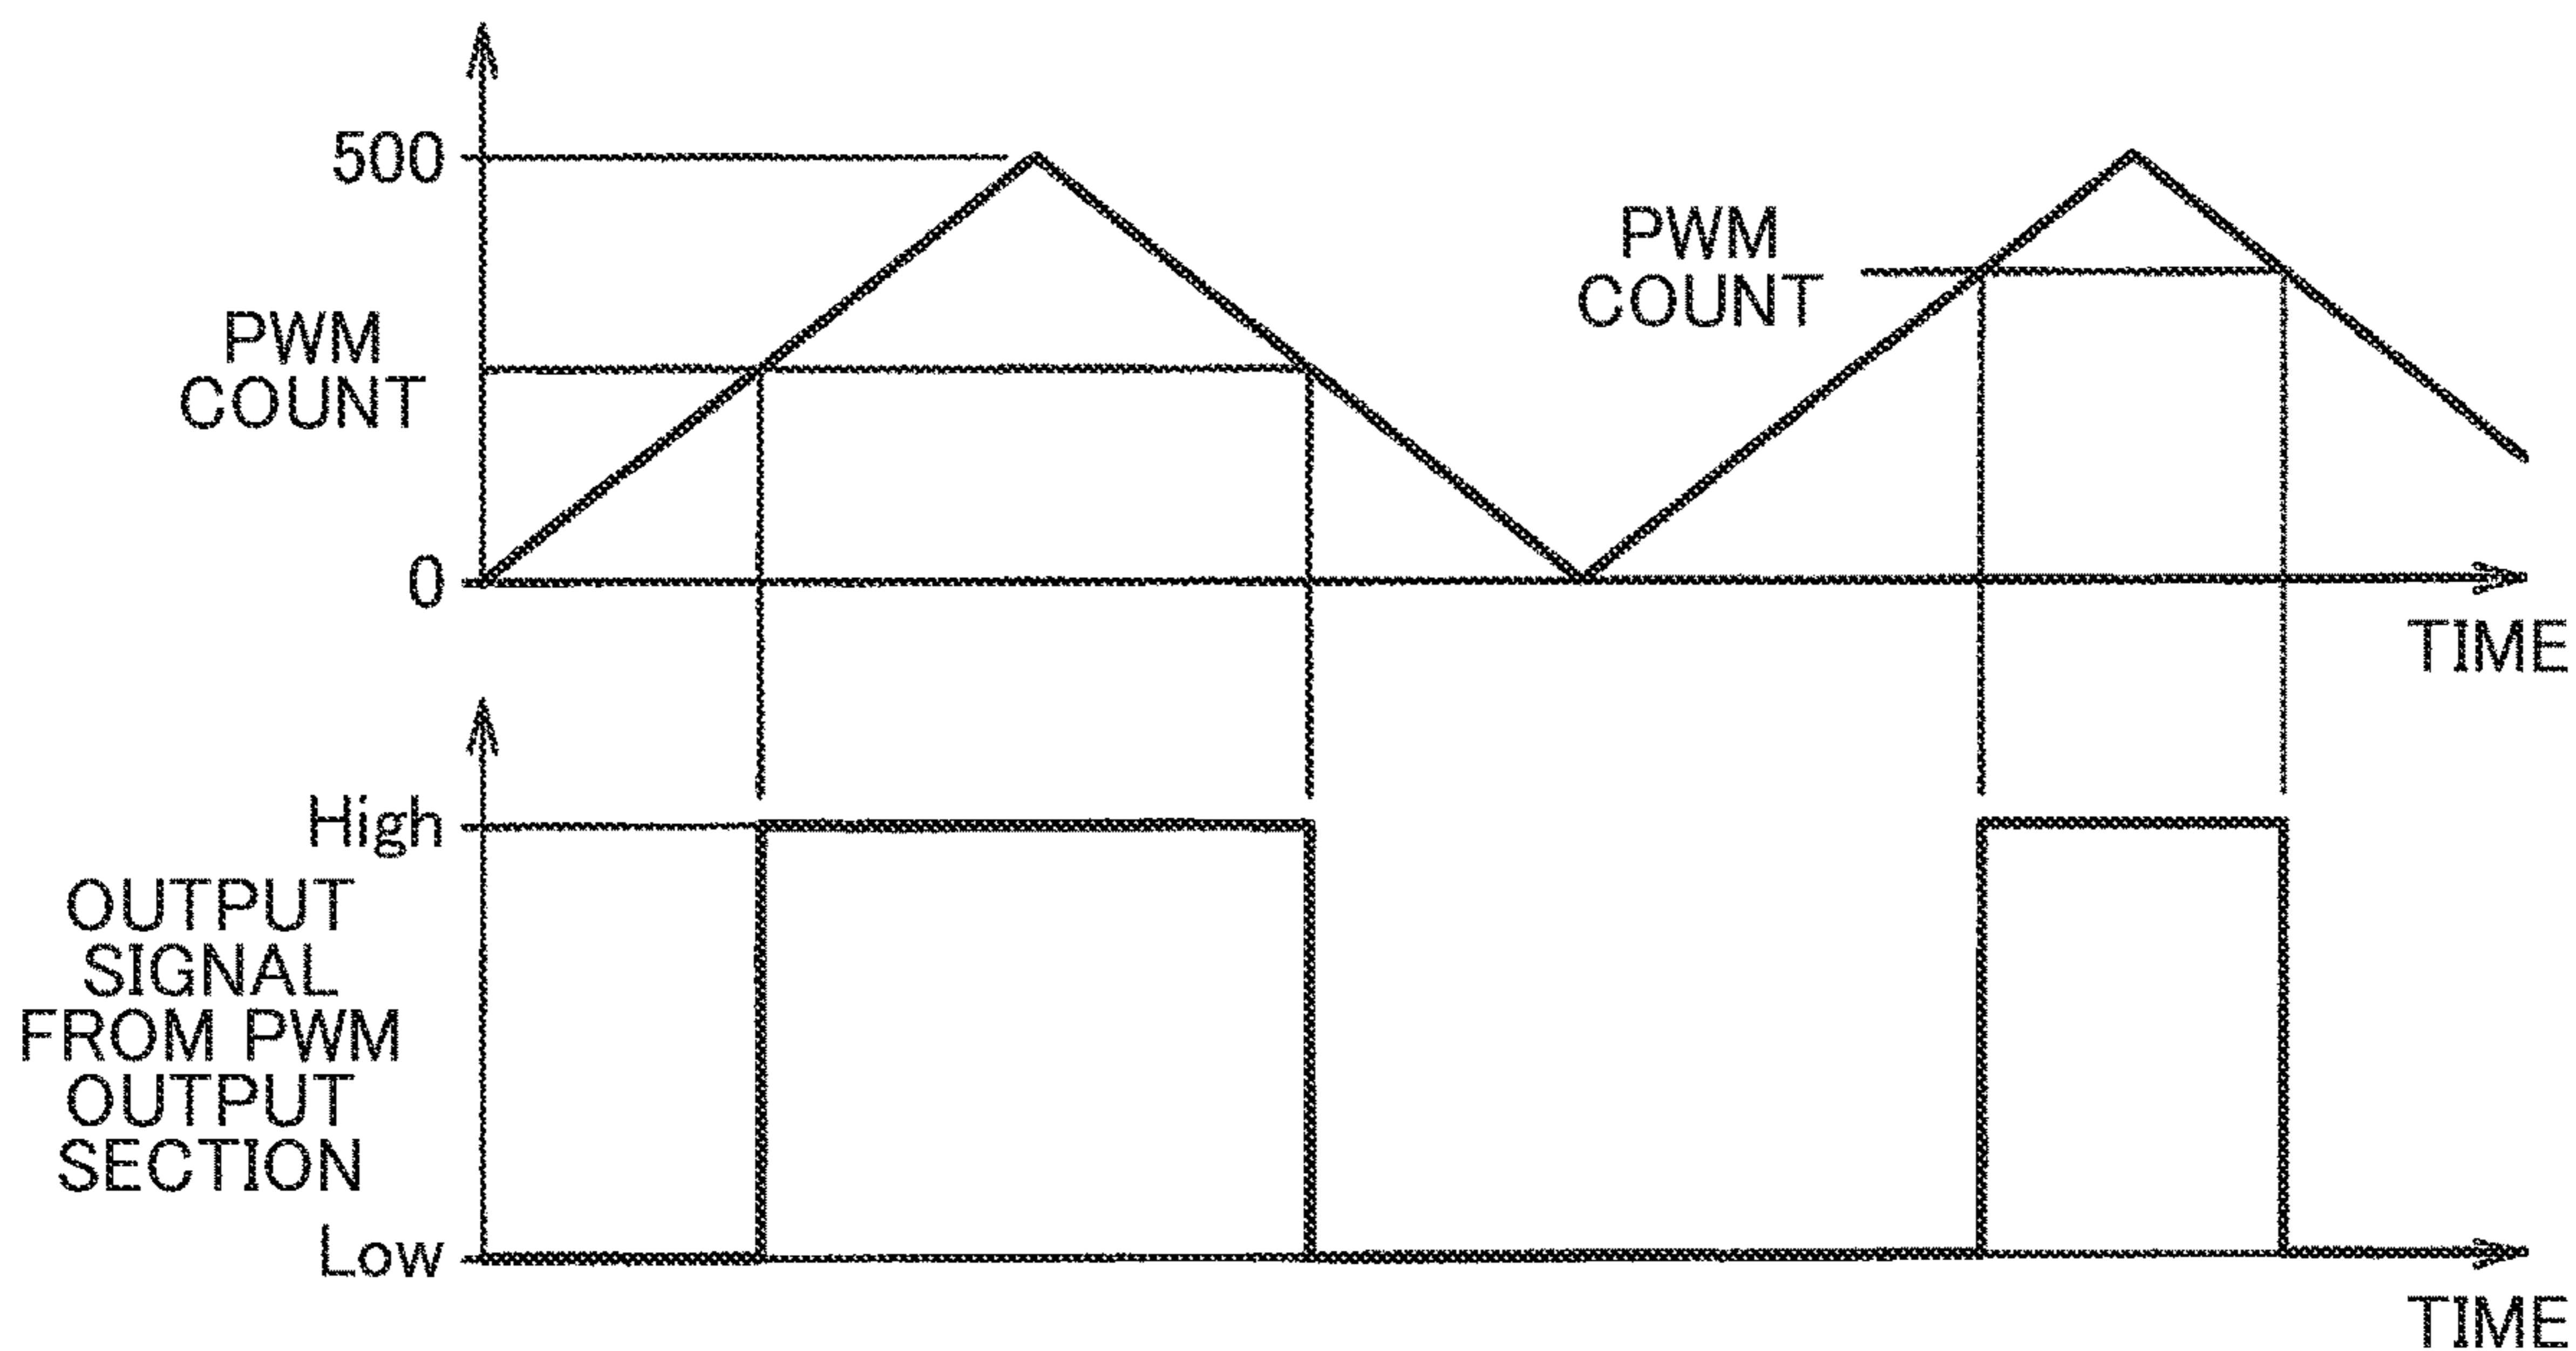 500
PWM
COUNT
PWM
COUNT
0
TIME
High
OUTPUT
SIGNAL
FROM PWM
OUTPUT
SECTION
Low
TIME